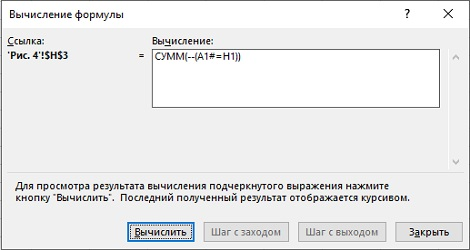 Вычисление формулы
Ссылка:
Вычисление:
'Рис. 4'!$H$3
=
СУММ(--(A1#=H1))
Для просмотра результата вычисления подчеркнутого выражения нажмите
кнопку "Вычислить". Последний полученный результат отображается курсивом.
Вычислить
Шаг с заходом
Шаг с выходом
Закрыть